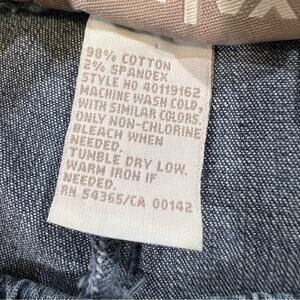 98% COTTON
2% SPANDEX
STYLE NO 40119162
MACHINE WASH COLD,
WITH SIMILAR COLORS.
ONLY NON-CHLORINE
BLEACH WHEN
NEEDED.
TUMBLE DRY LOW.
WARM IRON IF
NEEDED.
RN 54365/CA 00142